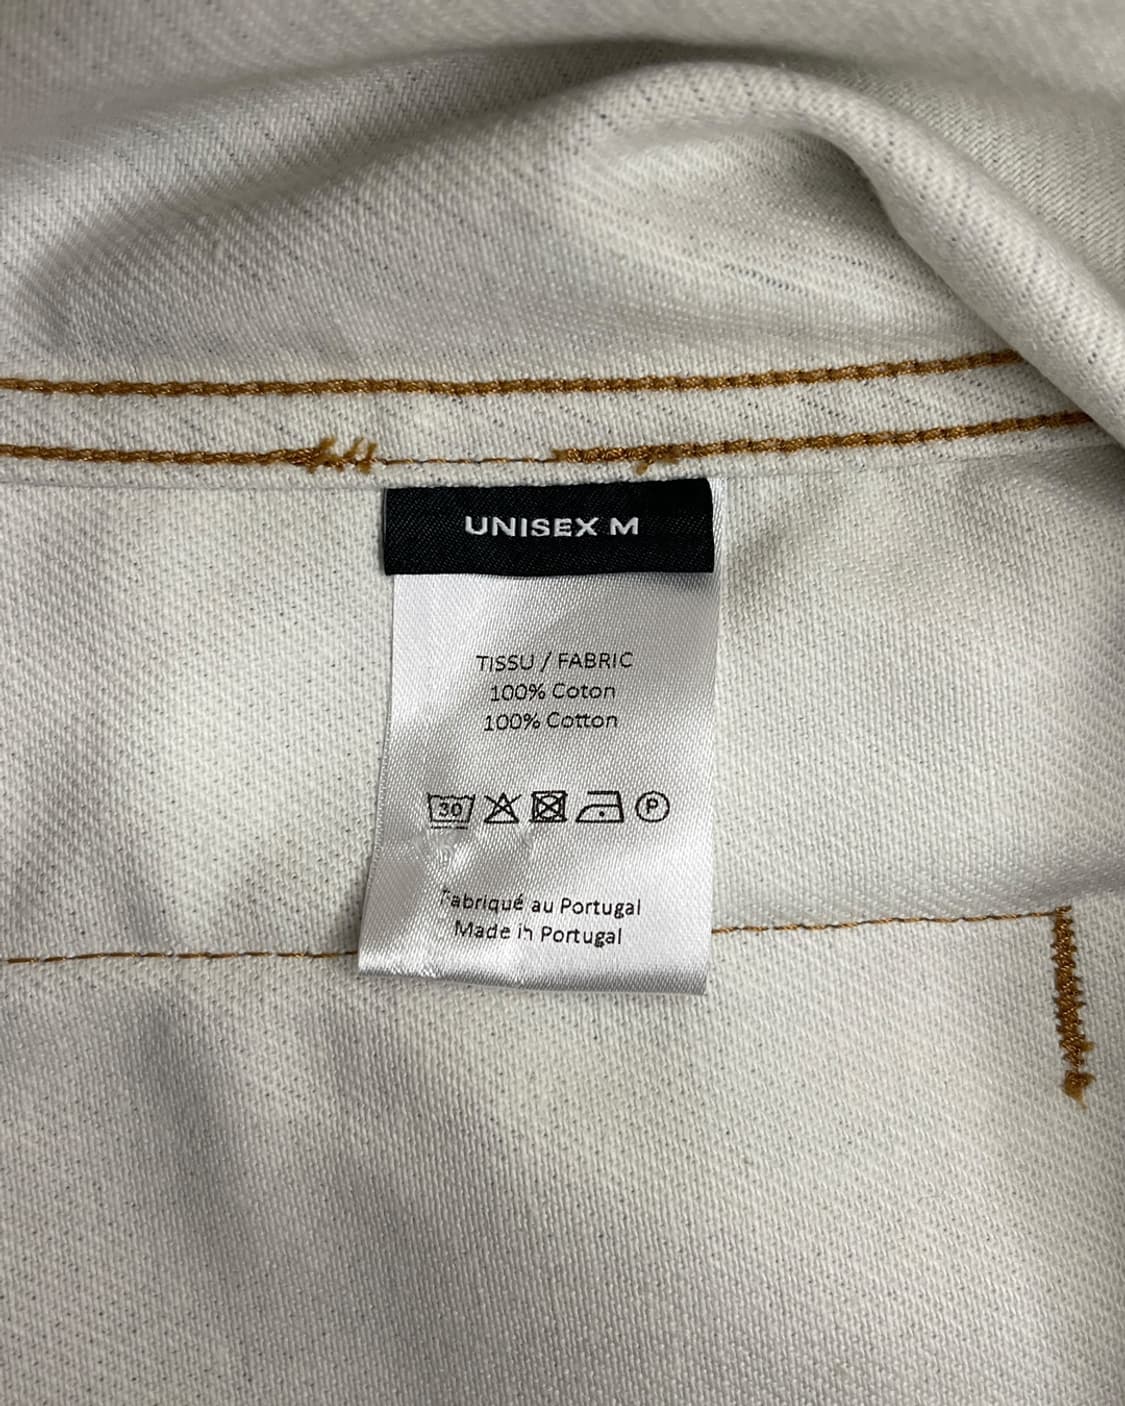 UNISEX M
TISSU / FABRIC
100% Coton
100% Cotton
30 P
Fabriqué au Portugal
Made in Portugal